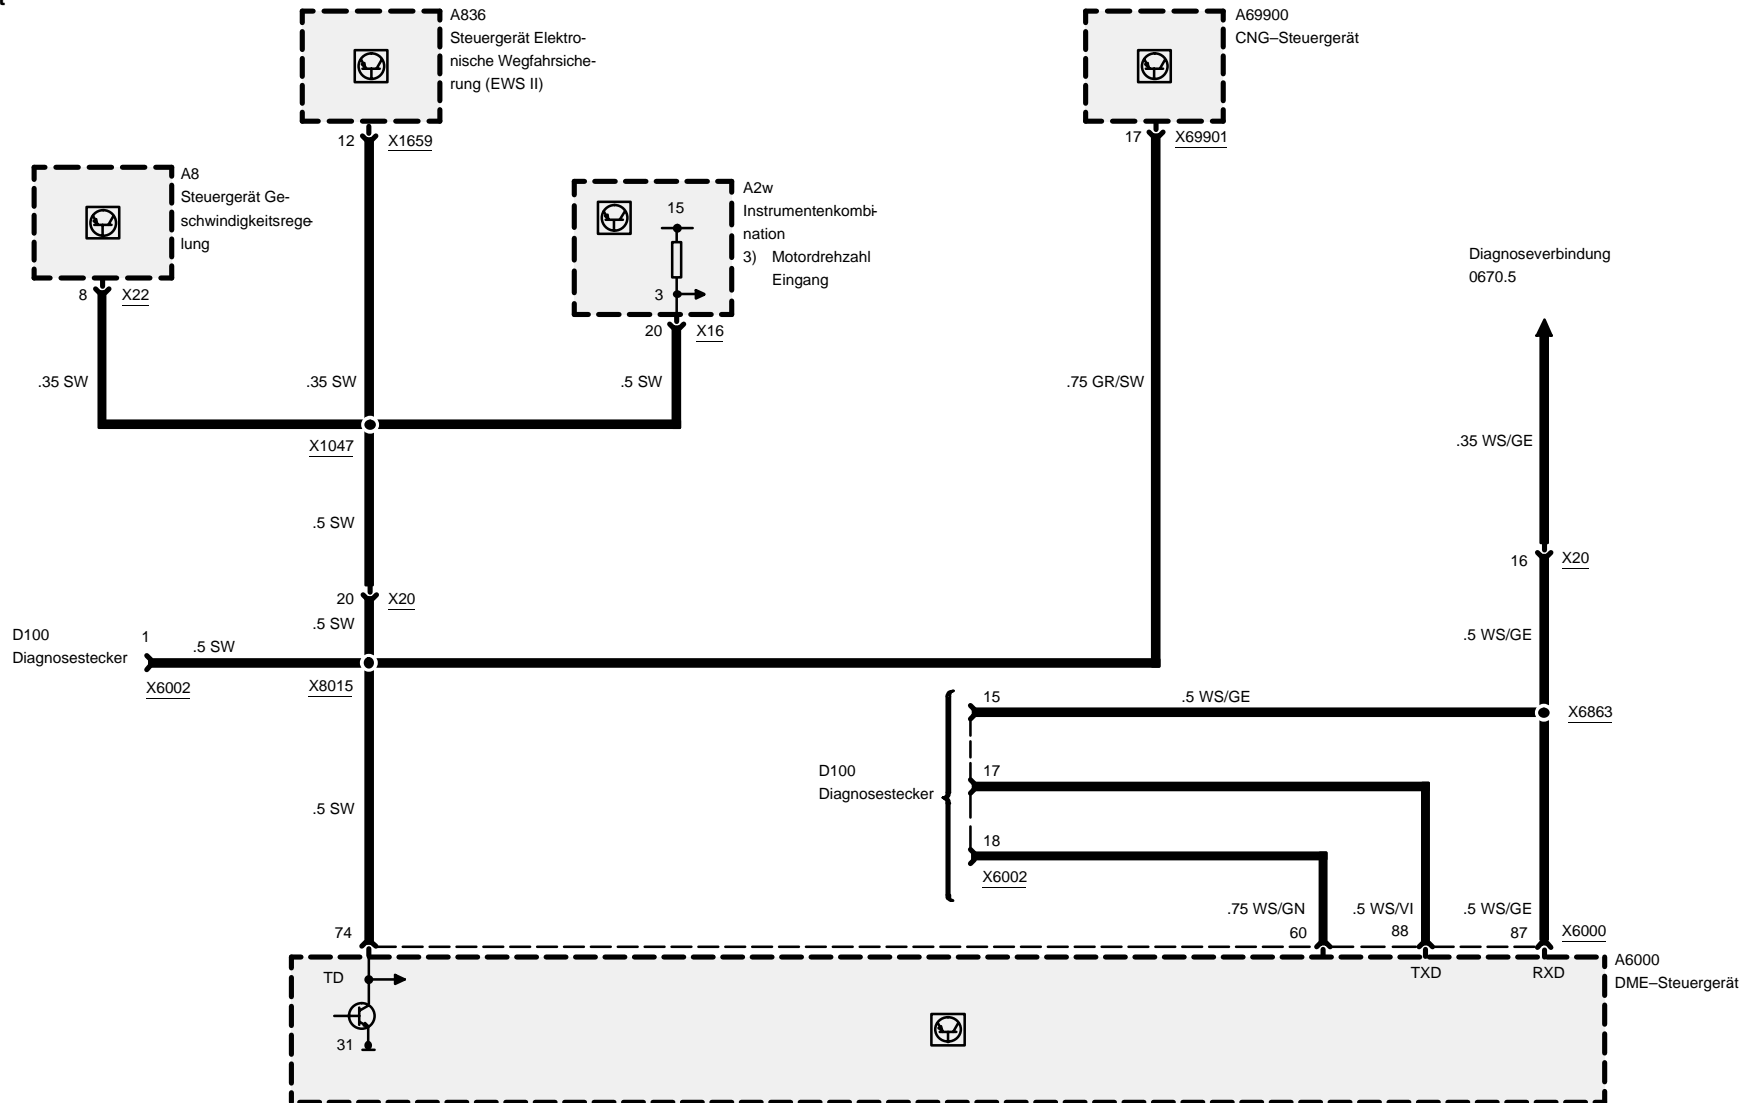 A836
Steuergerät Elektro-
nische Wegfahrsiche-
rung (EWS II)
A69900
CNG–Steuergerät
12
X1659
17
X69901
A8
Steuergerät Ge-
schwindigkeitsrege-
lung
A2w
Instrumentenkombi-
nation
3) Motordrehzahl
Eingang
15
3
Diagnoseverbindung
0670.5
8
X22
20
X16
.35 SW
.35 SW
.5 SW
.75 GR/SW
X1047
.35 WS/GE
.5 SW
16
X20
20
X20
.5 SW
.5 WS/GE
D100
Diagnosestecker
1
.5 SW
X6002
X8015
15
.5 WS/GE
X6863
D100
Diagnosestecker
17
.5 SW
18
X6002
.75 WS/GN
.5 WS/VI
.5 WS/GE
74
60
88
87
X6000
A6000
DME–Steuergerät
TD
TXD
RXD
31